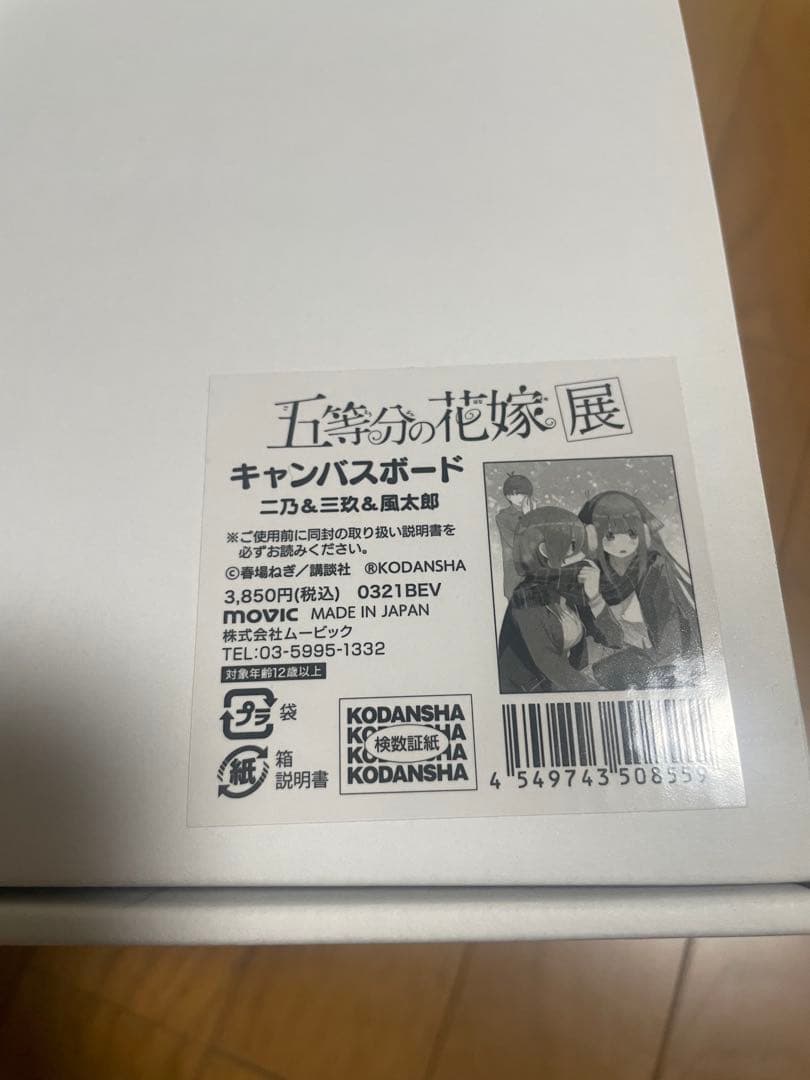 五等分の花嫁 展
キャンバスボード
二乃&三玖&風太郎
※ご使用前に同封の取り扱い説明書を
必ずお読みください。
©春場ねぎ/講談社 ®KODANSHA
3,850円(税込) 0321BEV
movic MADE IN JAPAN
株式会社ムービック
TEL:03-5995-1332
対象年齢12歳以上
プラ 袋
紙 箱
説明書
KODANSHA
検数証紙
KODANSHA
4 549743 508559